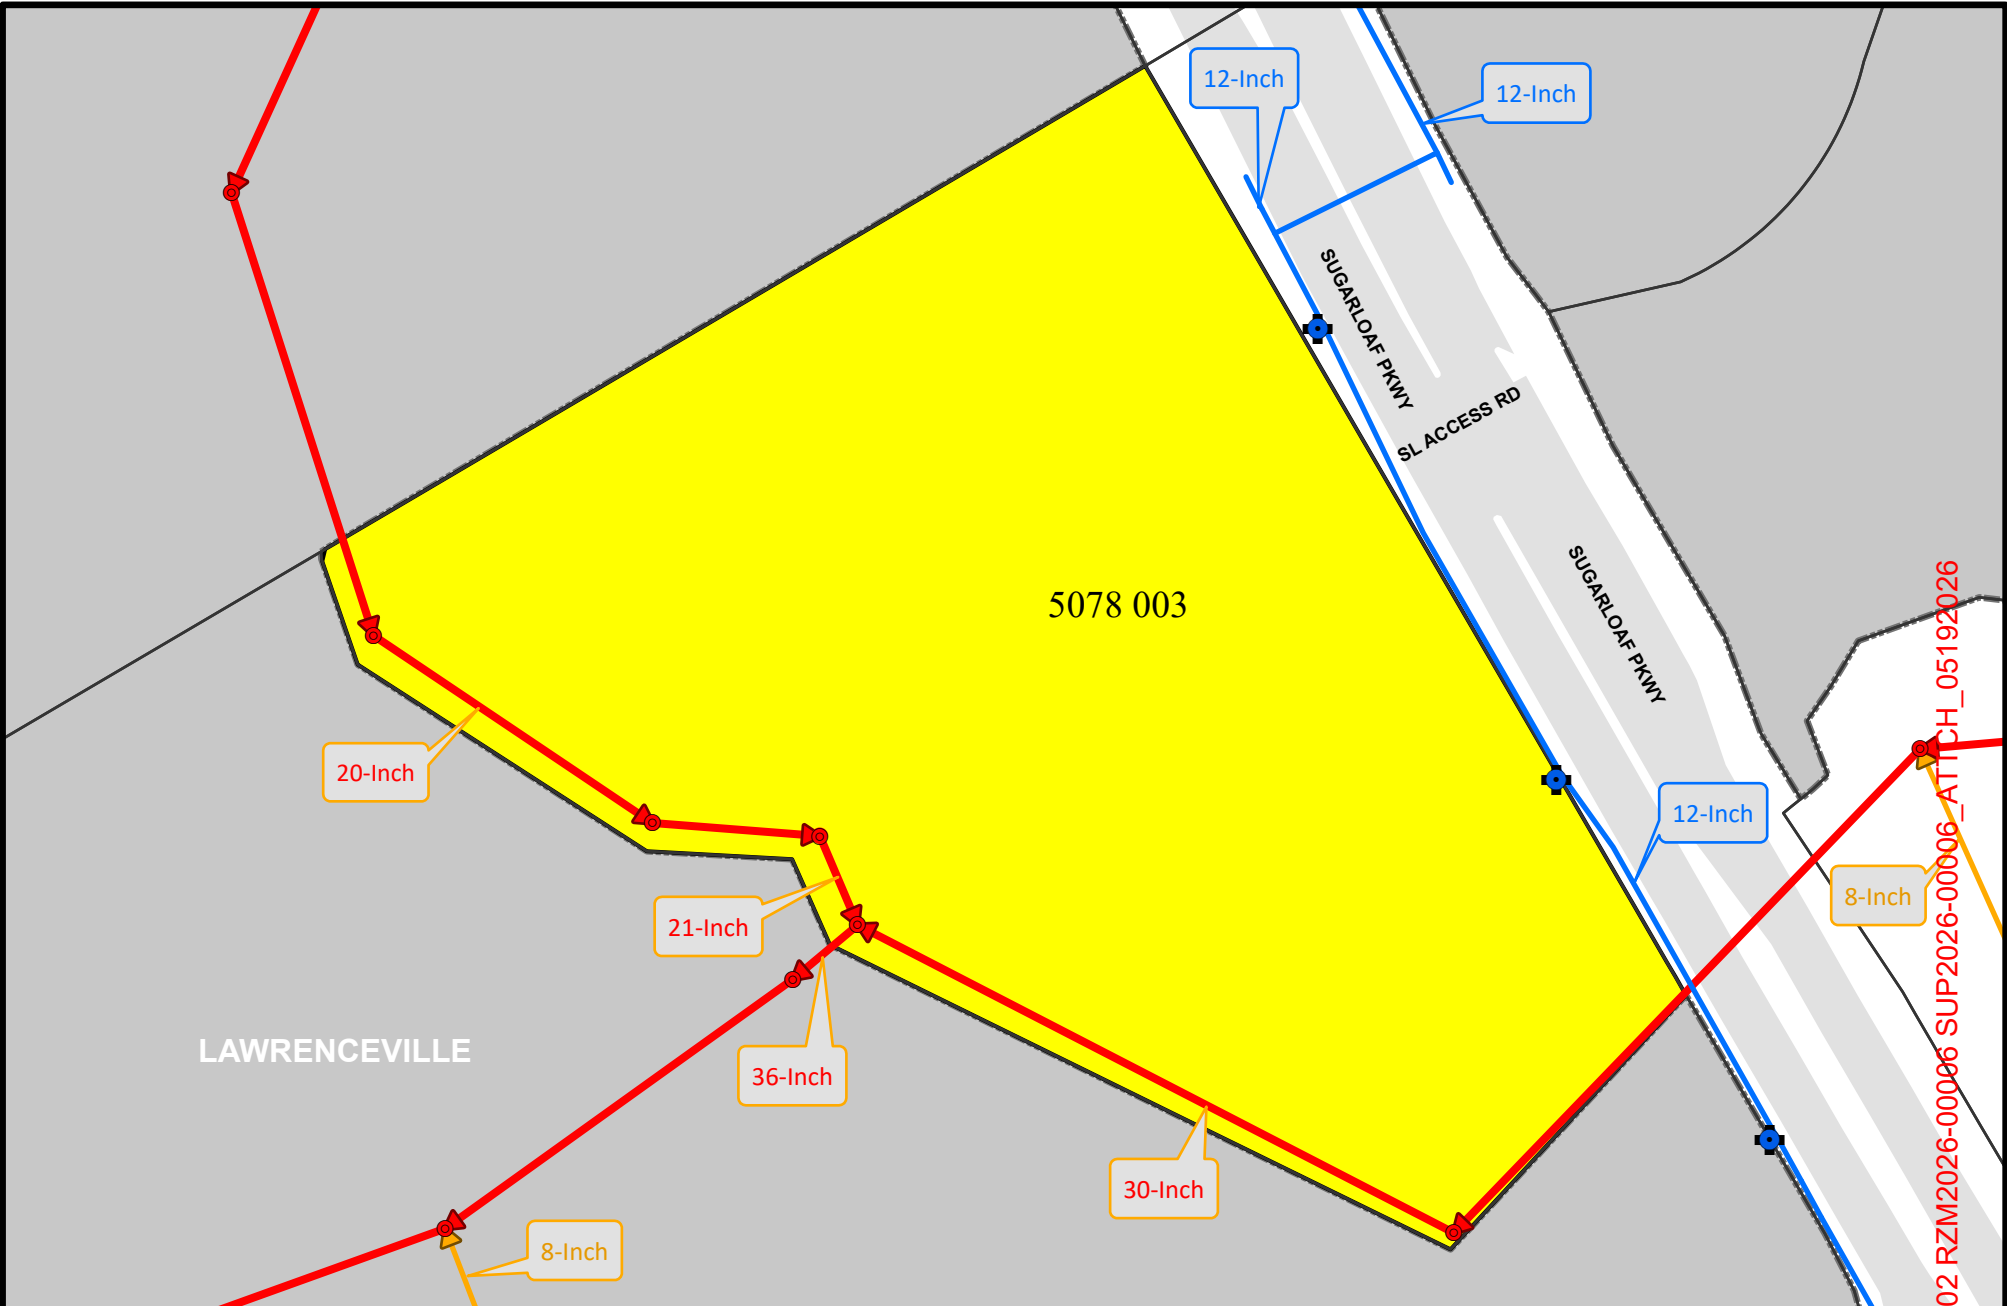 12-Inch
12-Inch
SUGARLOAF PKWY
SL ACCESS RD
5078 003
SUGARLOAF PKWY
20-Inch
12-Inch
8-Inch
21-Inch
LAWRENCEVILLE
36-Inch
30-Inch
8-Inch
02 RZM2026-00006 SUP2026-00006_ATTCH_05192026